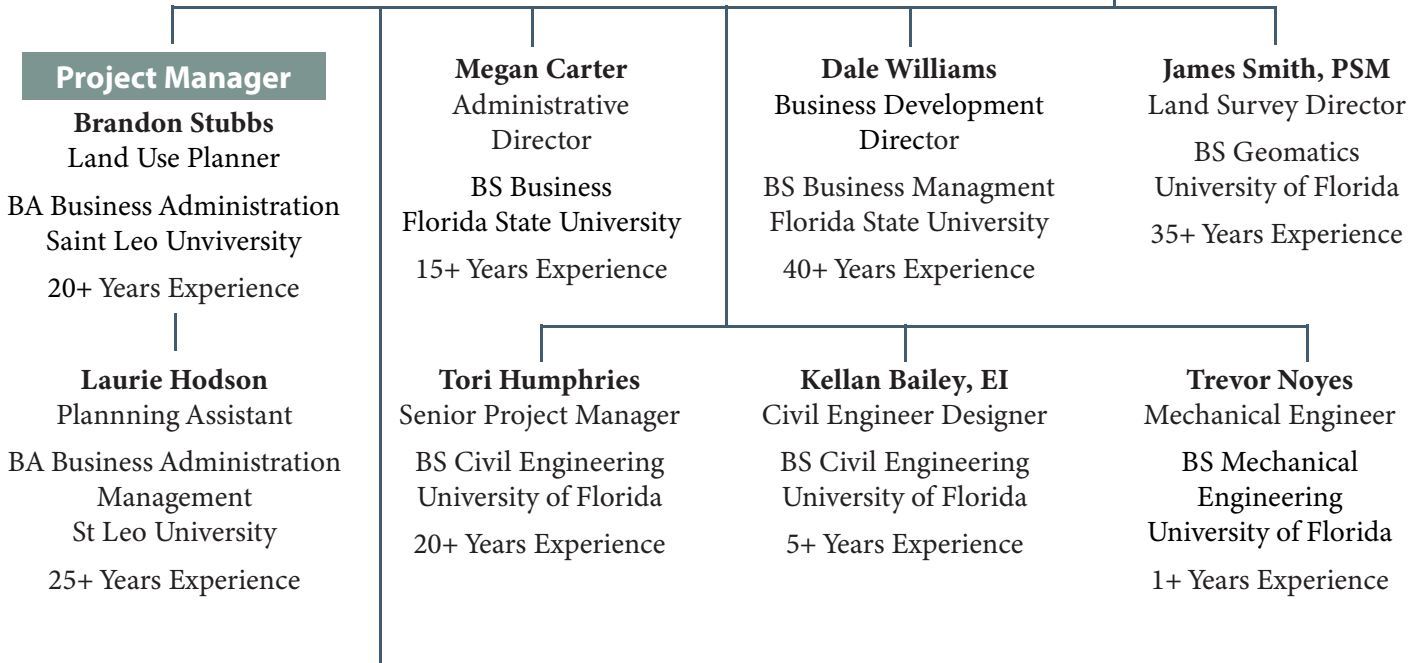 Project Manager
Brandon Stubbs
Land Use Planner
BA Business Administration
Saint Leo Unviversity
20+ Years Experience
Megan Carter
Administrative
Director
BS Business
Florida State University
15+ Years Experience
Dale Williams
Business Development
Director
BS Business Managment
Florida State University
40+ Years Experience
James Smith, PSM
Land Survey Director
BS Geomatics
University of Florida
35+ Years Experience
Laurie Hodson
Plannning Assistant
BA Business Administration
Management
St Leo University
25+ Years Experience
Tori Humphries
Senior Project Manager
BS Civil Engineering
University of Florida
20+ Years Experience
Kellan Bailey, EI
Civil Engineer Designer
BS Civil Engineering
University of Florida
5+ Years Experience
Trevor Noyes
Mechanical Engineer
BS Mechanical
Engineering
University of Florida
1+ Years Experience